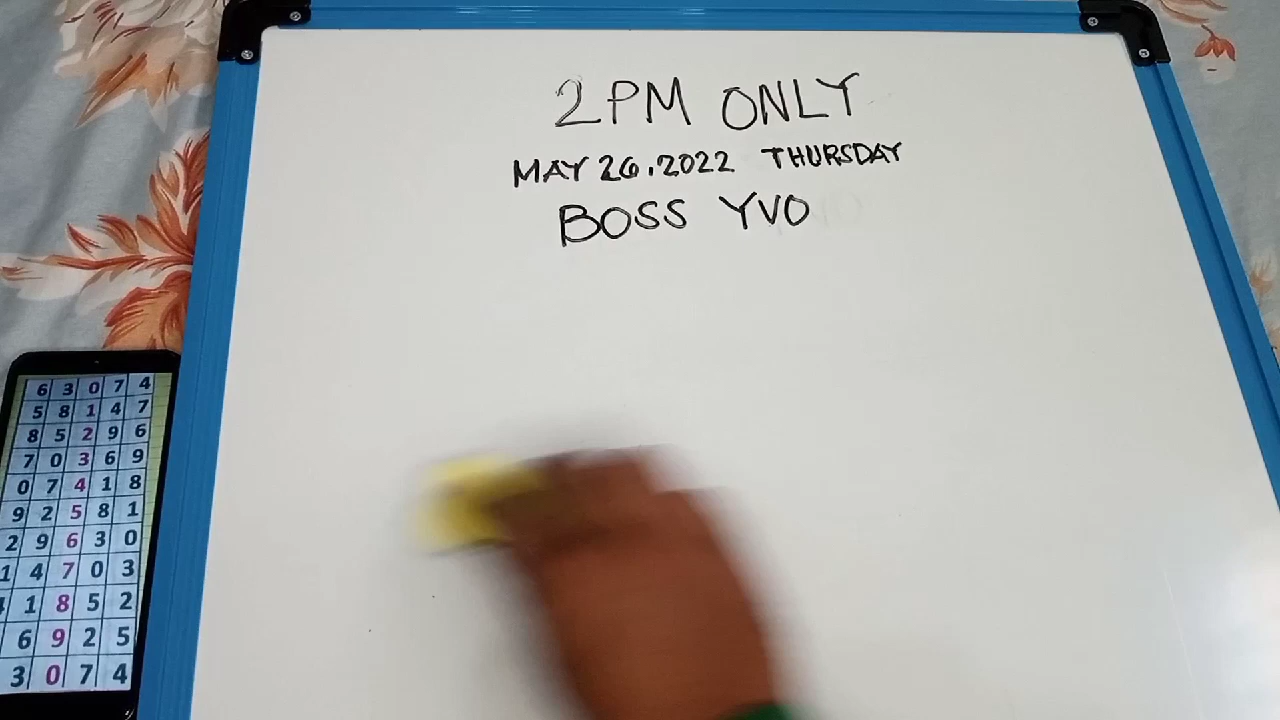 2PM ONLY
MAY 26.2022 THURSDAY
BOSS YVO
6 3 0 7 4
5 8 1 4 7
8 5 2 9 6
7 0 3 6 9
0 7 4 1 8
9 2 5 8 1
2 9 6 3 0
1 4 7 0 3
1 8 5 2
6 9 2 5
3 0 7 4